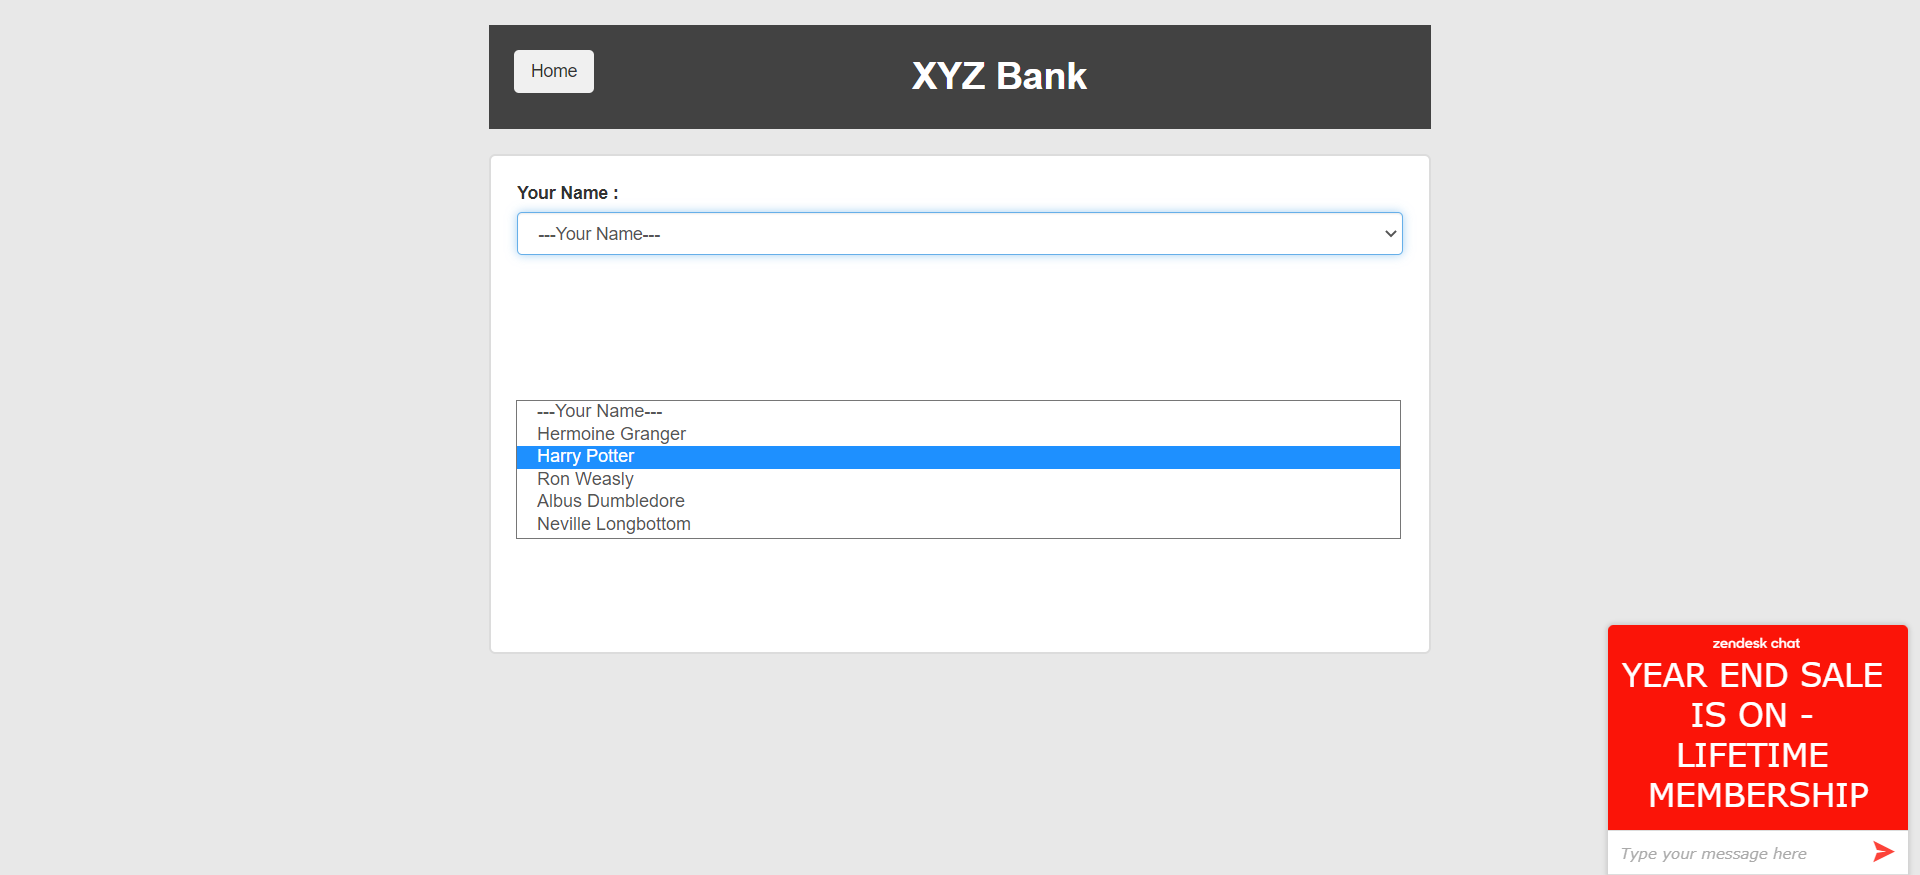 Home
XYZ Bank
Your Name :
---Your Name---
---Your Name---
Hermoine Granger
Harry Potter
Ron Weasly
Albus Dumbledore
Neville Longbottom
zendesk chat
YEAR END SALE
IS ON -
LIFETIME
MEMBERSHIP
Type your message here